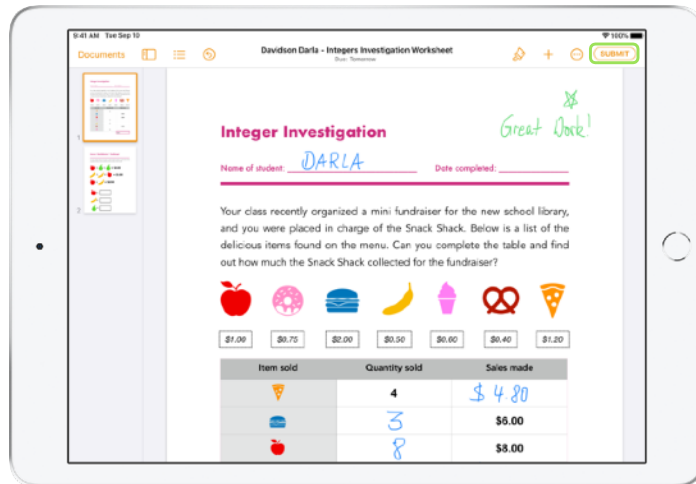 9:41 AM Tue Sep 10
100%
Documents
Davidson Darla - Integers Investigation Worksheet
Due: Tomorrow
SUBMIT
1
2
Great Work!
Integer Investigation
Name of student: DARLA
Date completed:
Your class recently organized a mini fundraiser for the new school library,
and you were placed in charge of the Snack Shack. Below is a list of the
delicious items found on the menu. Can you complete the table and find
out how much the Snack Shack collected for the fundraiser?
$1.00 $0.75 $2.00 $0.50 $0.60 $0.40 $1.20
Item sold Quantity sold Sales made
4 $4.80
3 $6.00
8 $8.00